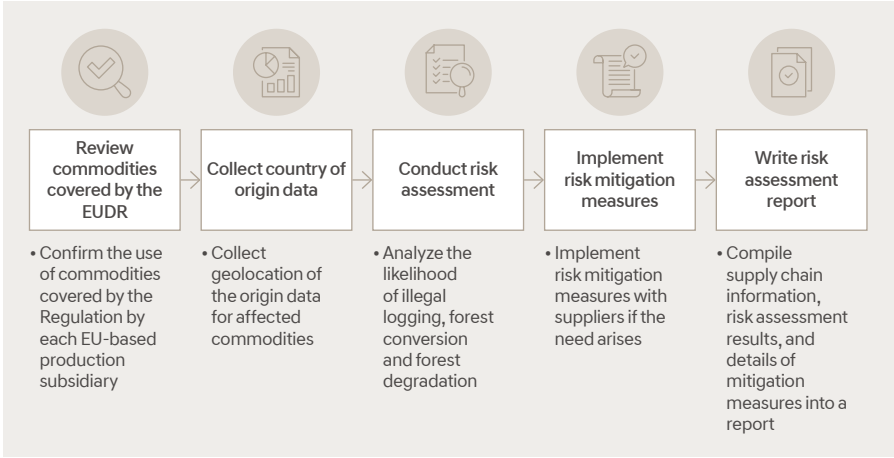 Review
commodities
covered by the
EUDR
Collect country of
origin data
Conduct risk
assessment
Implement
risk mitigation
measures
Write risk
assessment
report
• Confirm the use
of commodities
covered by the
Regulation by
each EU-based
production
subsidiary
• Collect
geolocation of
the origin data
for affected
commodities
• Analyze the
likelihood
of illegal
logging, forest
conversion
and forest
degradation
• Implement
risk mitigation
measures with
suppliers if the
need arises
• Compile
supply chain
information,
risk assessment
results, and
details of
mitigation
measures into a
report